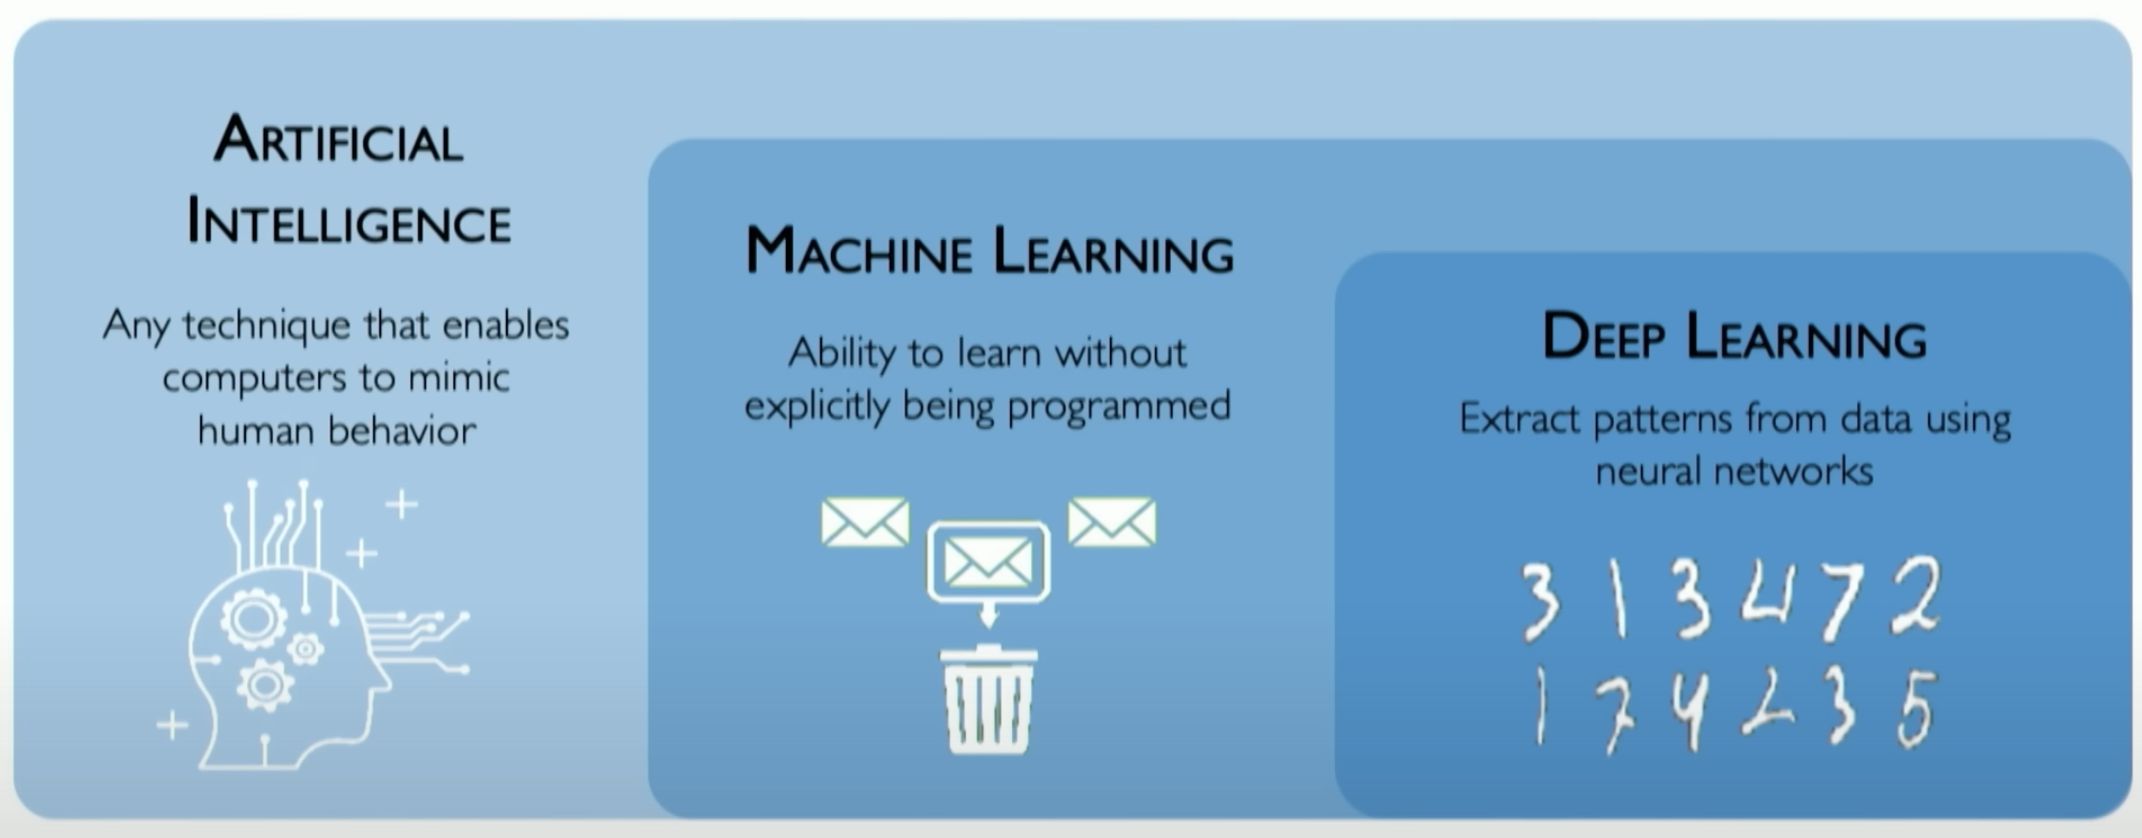 ARTIFICIAL
INTELLIGENCE
Any technique that enables
computers to mimic
human behavior
MACHINE LEARNING
Ability to learn without
explicitly being programmed
DEEP LEARNING
Extract patterns from data using
neural networks
3 1 3 4 7 2
1 7 4 2 3 5